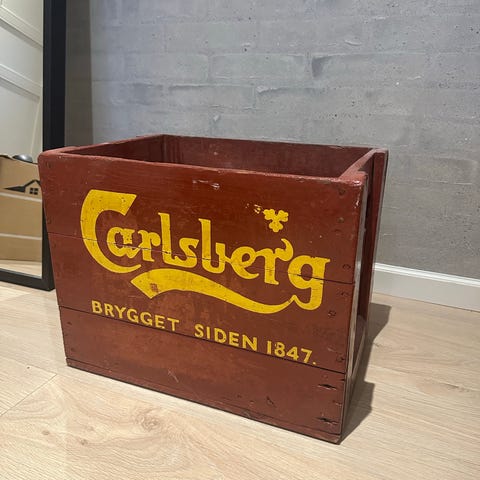 Carlsberg
BRYGGET SIDEN 1847.